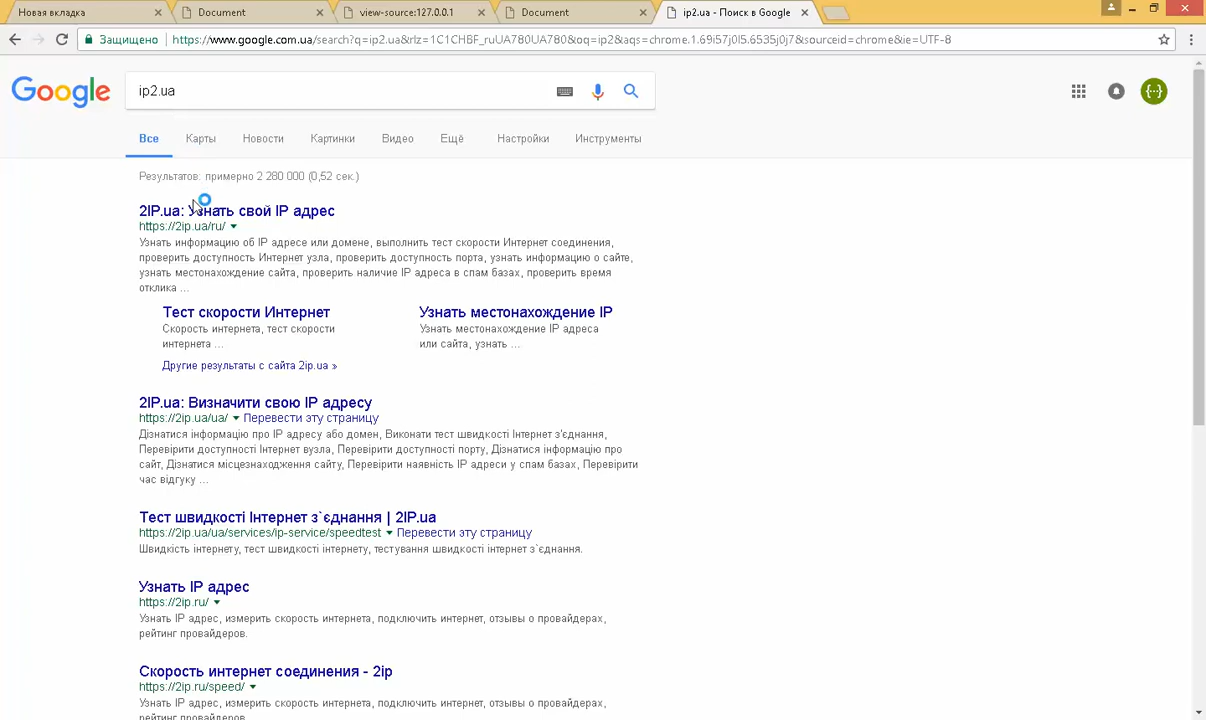 Новая вкладка
Document
view-source:127.0.0.1
Document
ip2.ua - Поиск в Google
Защищено
https://www.google.com.ua/search?q=ip2.ua&rlz=1C1CHBF_ruUA780UA780&oq=ip2&aqs=chrome.1.69i57j0l5.6535j0j7&sourceid=chrome&ie=UTF-8
Google
ip2.ua
{··}
Все
Карты
Новости
Картинки
Видео
Ещё
Настройки
Инструменты
Результатов: примерно 2 280 000 (0,52 сек.)
2IP.ua: Узнать свой IP адрес
https://2ip.ua/ru/
Узнать информацию об IP адресе или домене, выполнить тест скорости Интернет соединения,
проверить доступность Интернет узла, проверить доступность порта, узнать информацию о сайте,
узнать местонахождение сайта, проверить наличие IP адреса в спам базах, проверить время
отклика ...
Тест скорости Интернет
Скорость интернета, тест скорости
интернета ...
Узнать местонахождение IP
Узнать местонахождение IP адреса
или сайта, узнать ...
Другие результаты с сайта 2ip.ua »
2IP.ua: Визначити свою IP адресу
https://2ip.ua/ua/ Перевести эту страницу
Дізнатися інформацію про IP адресу або домен, Виконати тест швидкості Інтернет з'єднання,
Перевірити доступності Інтернет вузла, Перевірити доступності порту, Дізнатися інформацію про
сайт, Дізнатися місцезнаходження сайту, Перевірити наявність IP адреси у спам базах, Перевірити
час відгуку ...
Тест швидкості Інтернет з`єднання | 2IP.ua
https://2ip.ua/ua/services/ip-service/speedtest Перевести эту страницу
Швидкість інтернету, тест швидкості інтернету, тестування швидкості інтернет з`єднання.
Узнать IP адрес
https://2ip.ru/
Узнать IP адрес, измерить скорость интернета, подключить интернет, отзывы о провайдерах,
рейтинг провайдеров.
Скорость интернет соединения - 2ip
https://2ip.ru/speed/
Узнать IP адрес, измерить скорость интернета, подключить интернет, отзывы о провайдерах,
рейтинг провайдеров.